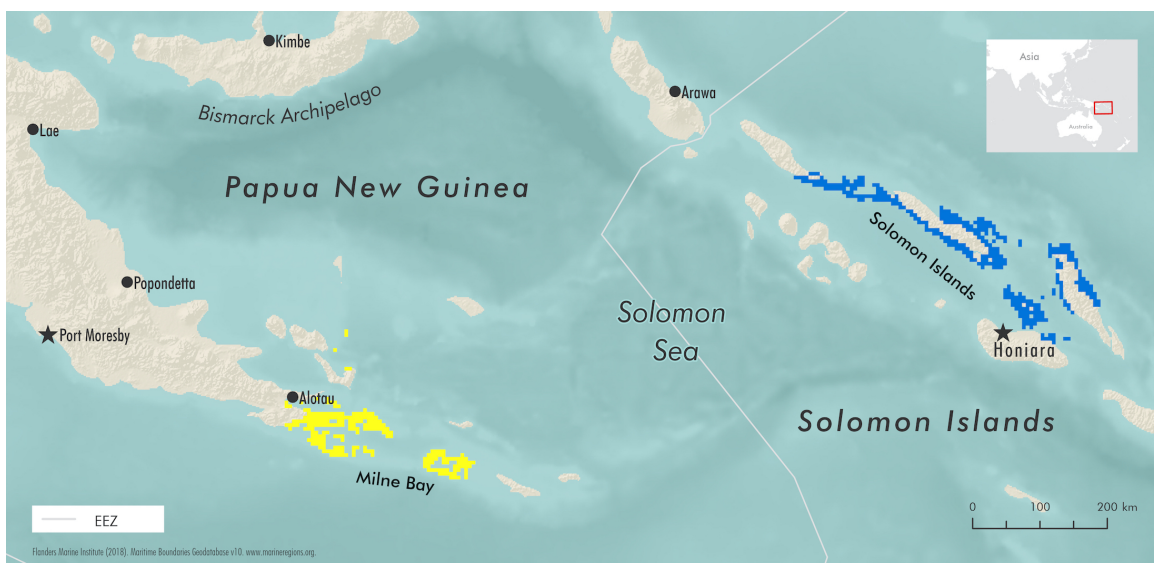 Kimbe
Bismarck Archipelago
Arawa
Asia
Australia
Lae
Papua New Guinea
Solomon Islands
Popondetta
Solomon
Sea
Port Moresby
Honiara
Alotau
Solomon Islands
Milne Bay
0 100 200 km
EEZ
Flanders Marine Institute (2018). Maritime Boundaries Geodatabase v10. www.marineregions.org.